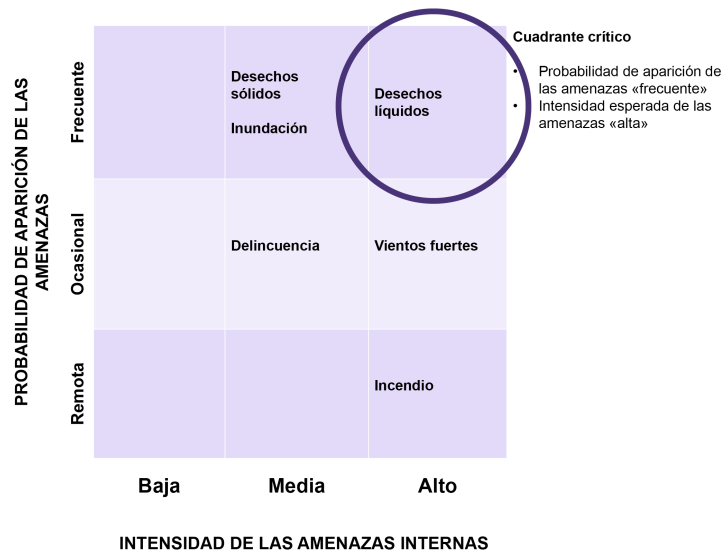 PROBABILIDAD DE APARICIÓN DE LAS
AMENAZAS
Frecuente
Ocasional
Remota
Desechos
sólidos
Inundación
Desechos
líquidos
Cuadrante crítico
• Probabilidad de aparición de
las amenazas «frecuente»
• Intensidad esperada de las
amenazas «alta»
Delincuencia
Vientos fuertes
Incendio
Baja
Media
Alto
INTENSIDAD DE LAS AMENAZAS INTERNAS